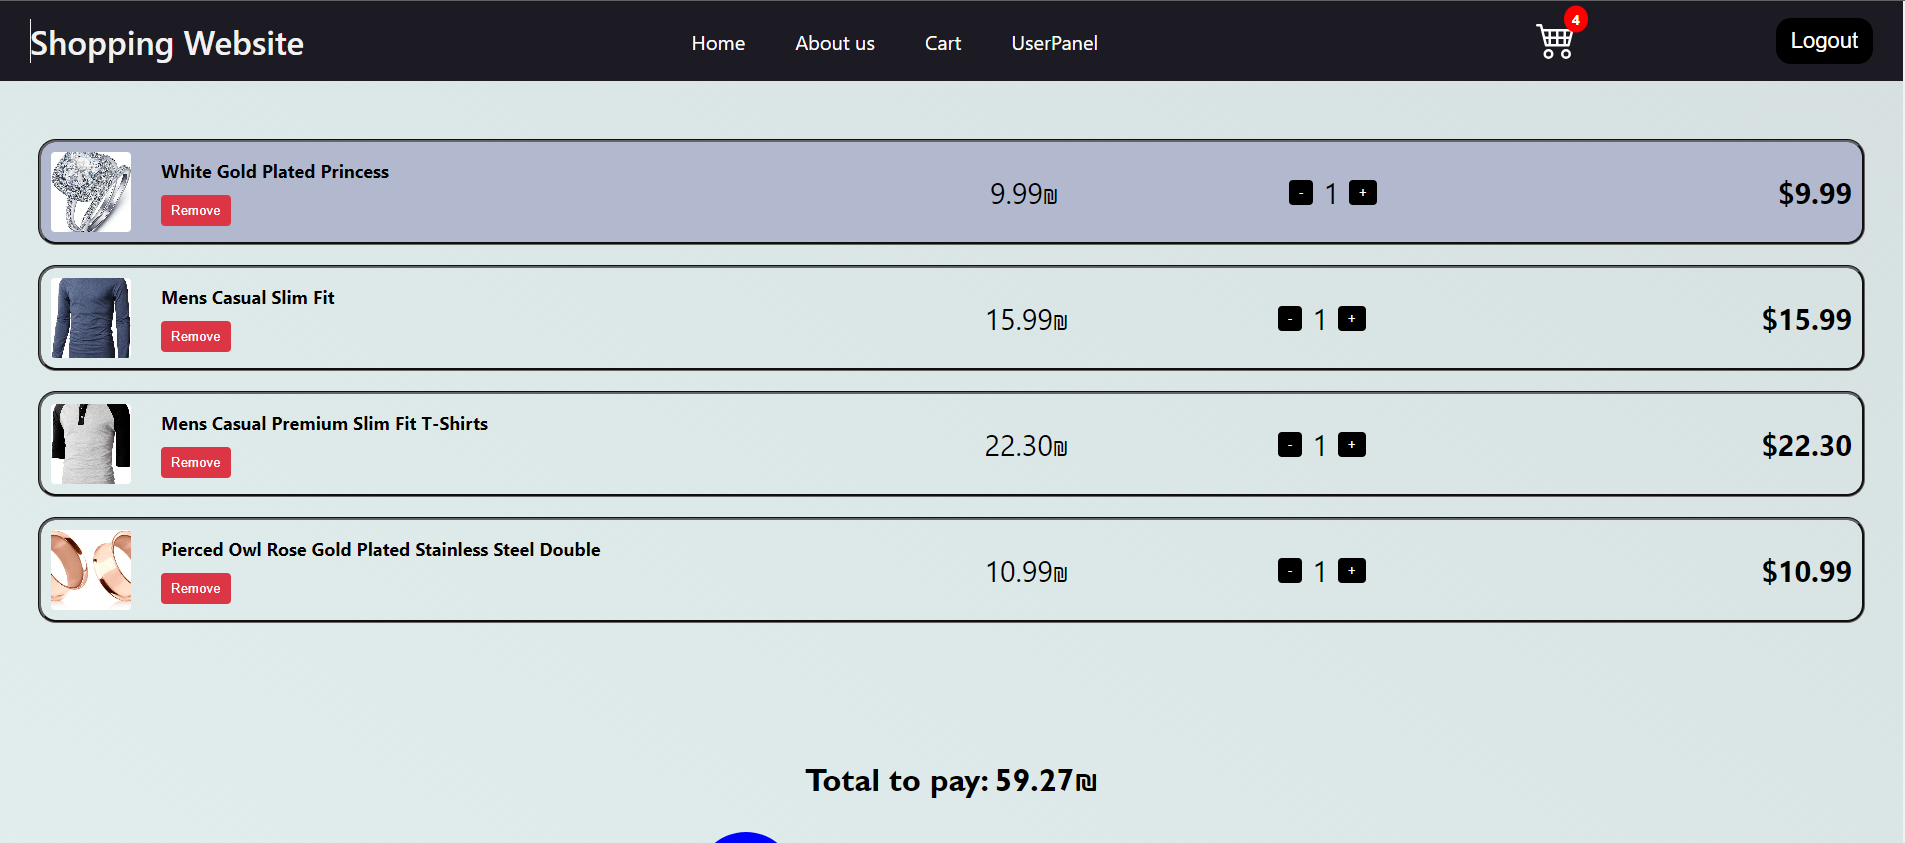 Shopping Website Home About us Cart UserPanel 4 Logout
White Gold Plated Princess
Remove
9.99₪ - 1 + $9.99
Mens Casual Slim Fit
Remove
15.99₪ - 1 + $15.99
Mens Casual Premium Slim Fit T-Shirts
Remove
22.30₪ - 1 + $22.30
Pierced Owl Rose Gold Plated Stainless Steel Double
Remove
10.99₪ - 1 + $10.99
Total to pay: 59.27₪